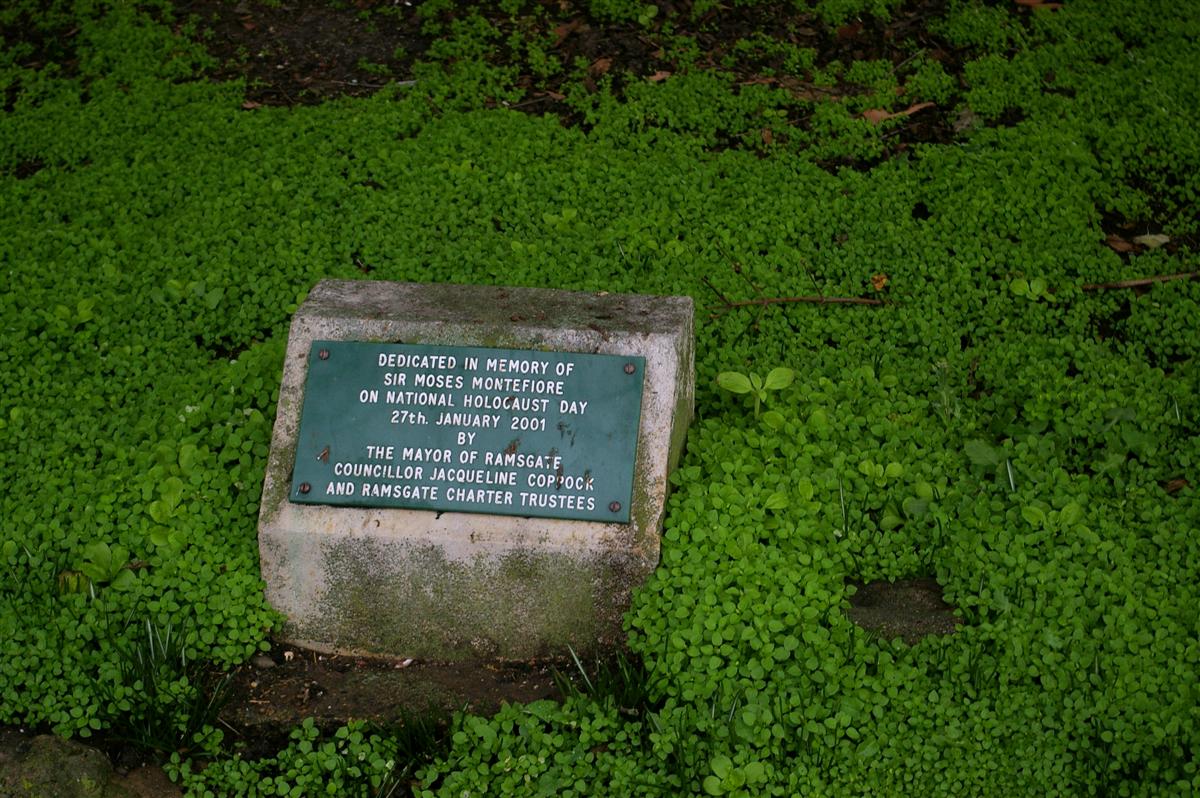 DEDICATED IN MEMORY OF
SIR MOSES MONTEFIORE
ON NATIONAL HOLOCAUST DAY
27th. JANUARY 2001
BY
THE MAYOR OF RAMSGATE
COUNCILLOR JACQUELINE COPPOCK
AND RAMSGATE CHARTER TRUSTEES